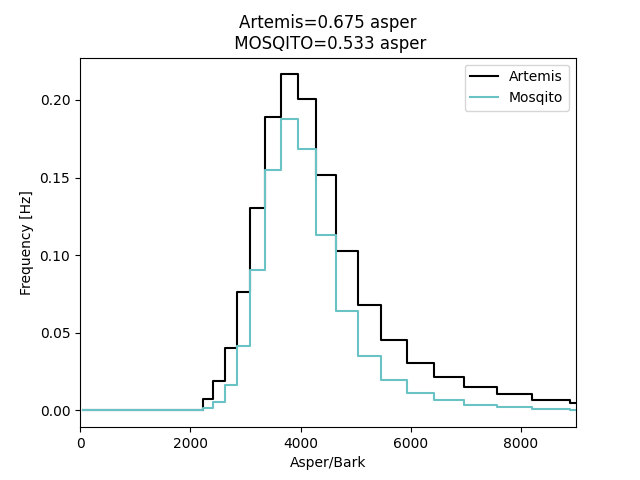 Artemis=0.675 asper
MOSQITO=0.533 asper
Artemis
Mosqito
Frequency [Hz]
0.20
0.15
0.10
0.05
0.00
0 2000 4000 6000 8000
Asper/Bark